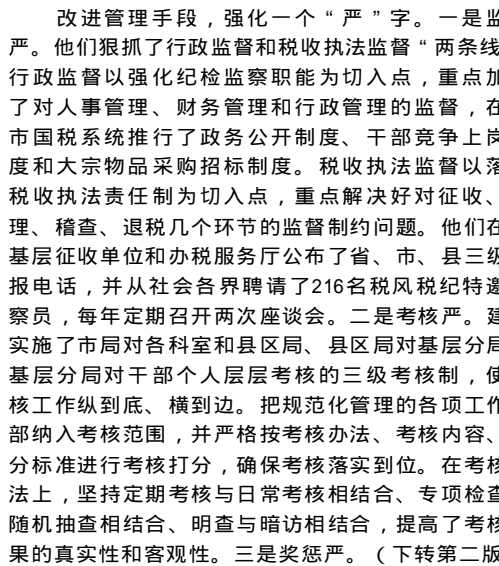 改进管理手段，强化一个“严”字。一是监
严。他们狠抓了行政监督和税收执法监督“两条线
行政监督以强化纪检监察职能为切入点，重点加
了对人事管理、财务管理和行政管理的监督，在
市国税系统推行了政务公开制度、干部竞争上岗
度和大宗物品采购招标制度。税收执法监督以落
税收执法责任制为切入点，重点解决好对征收、
理、稽查、退税几个环节的监督制约问题。他们在
基层征收单位和办税服务厅公布了省、市、县三级
报电话，并从社会各界聘请了216名税风税纪特邀
察员，每年定期召开两次座谈会。二是考核严。建
实施了市局对各科室和县区局、县区局对基层分局
基层分局对干部个人层层考核的三级考核制，使
核工作纵到底、横到边。把规范化管理的各项工作
部纳入考核范围，并严格按考核办法、考核内容、
分标准进行考核打分，确保考核落实到位。在考核
法上，坚持定期考核与日常考核相结合、专项检查
随机抽查相结合、明查与暗访相结合，提高了考核
果的真实性和客观性。三是奖惩严。（下转第二版